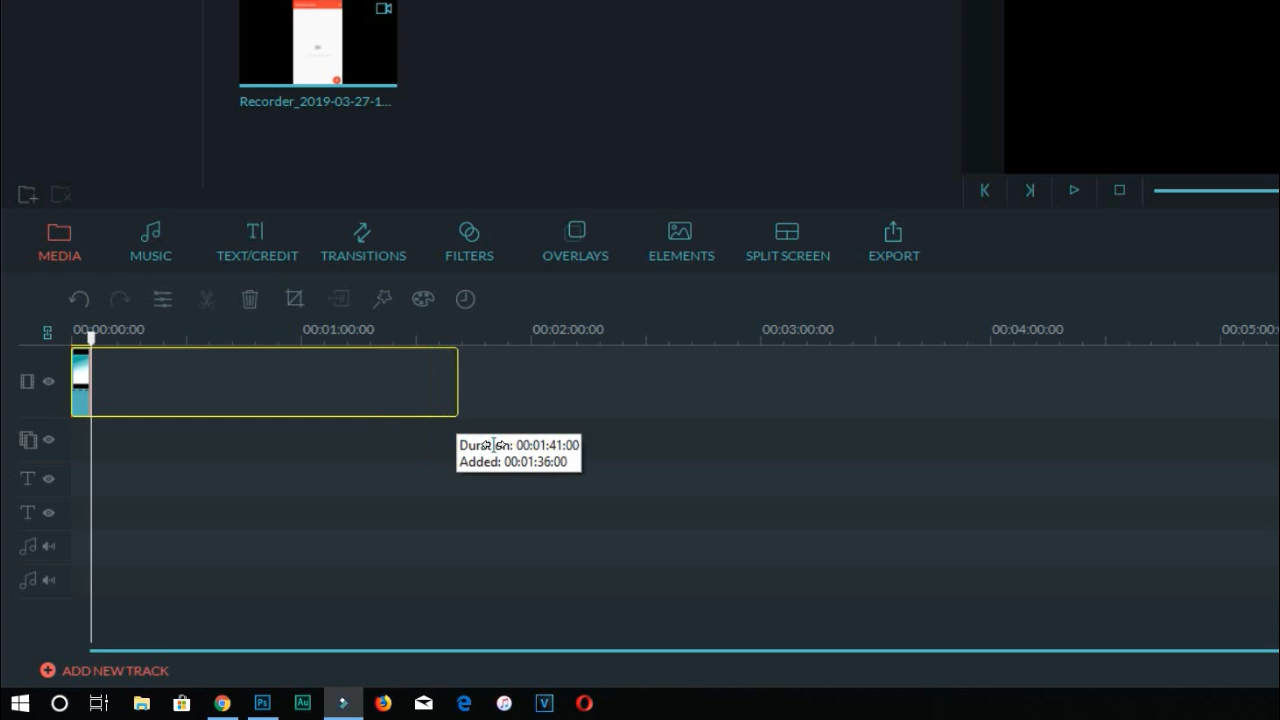 Recorder_2019-03-27-1...
MEDIA
MUSIC
TEXT/CREDIT
TRANSITIONS
FILTERS
OVERLAYS
ELEMENTS
SPLIT SCREEN
EXPORT
00:00:00:00
00:01:00:00
00:02:00:00
00:03:00:00
00:04:00:00
00:05:00:
00:01:41:00
Added: 00:01:36:00
ADD NEW TRACK
Ps
Au
V